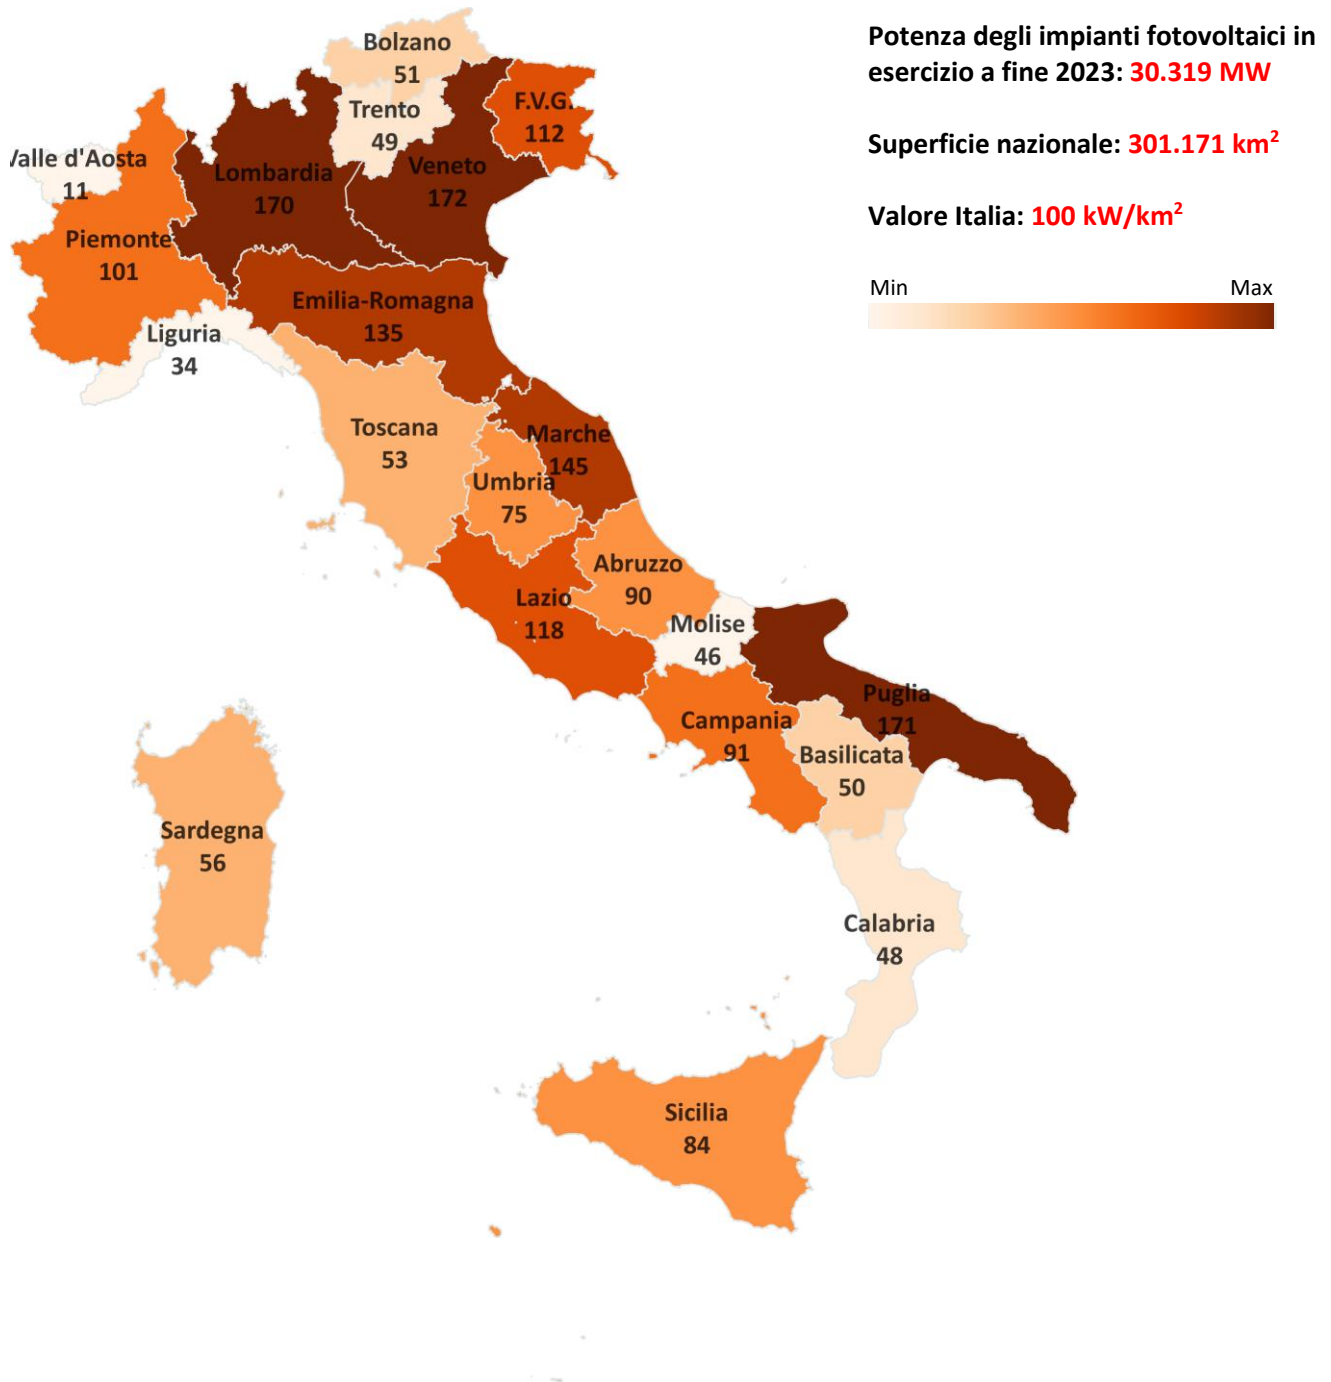 Potenza degli impianti fotovoltaici in
esercizio a fine 2023: 30.319 MW
Superficie nazionale: 301.171 km²
Valore Italia: 100 kW/km²
Min Max
Bolzano
51
Trento
49
F.V.G.
112
Valle d'Aosta
11
Lombardia
170
Veneto
172
Piemonte
101
Emilia-Romagna
135
Liguria
34
Toscana
53
Marche
145
Umbria
75
Abruzzo
90
Lazio
118
Molise
46
Puglia
171
Campania
91
Basilicata
50
Sardegna
56
Calabria
48
Sicilia
84